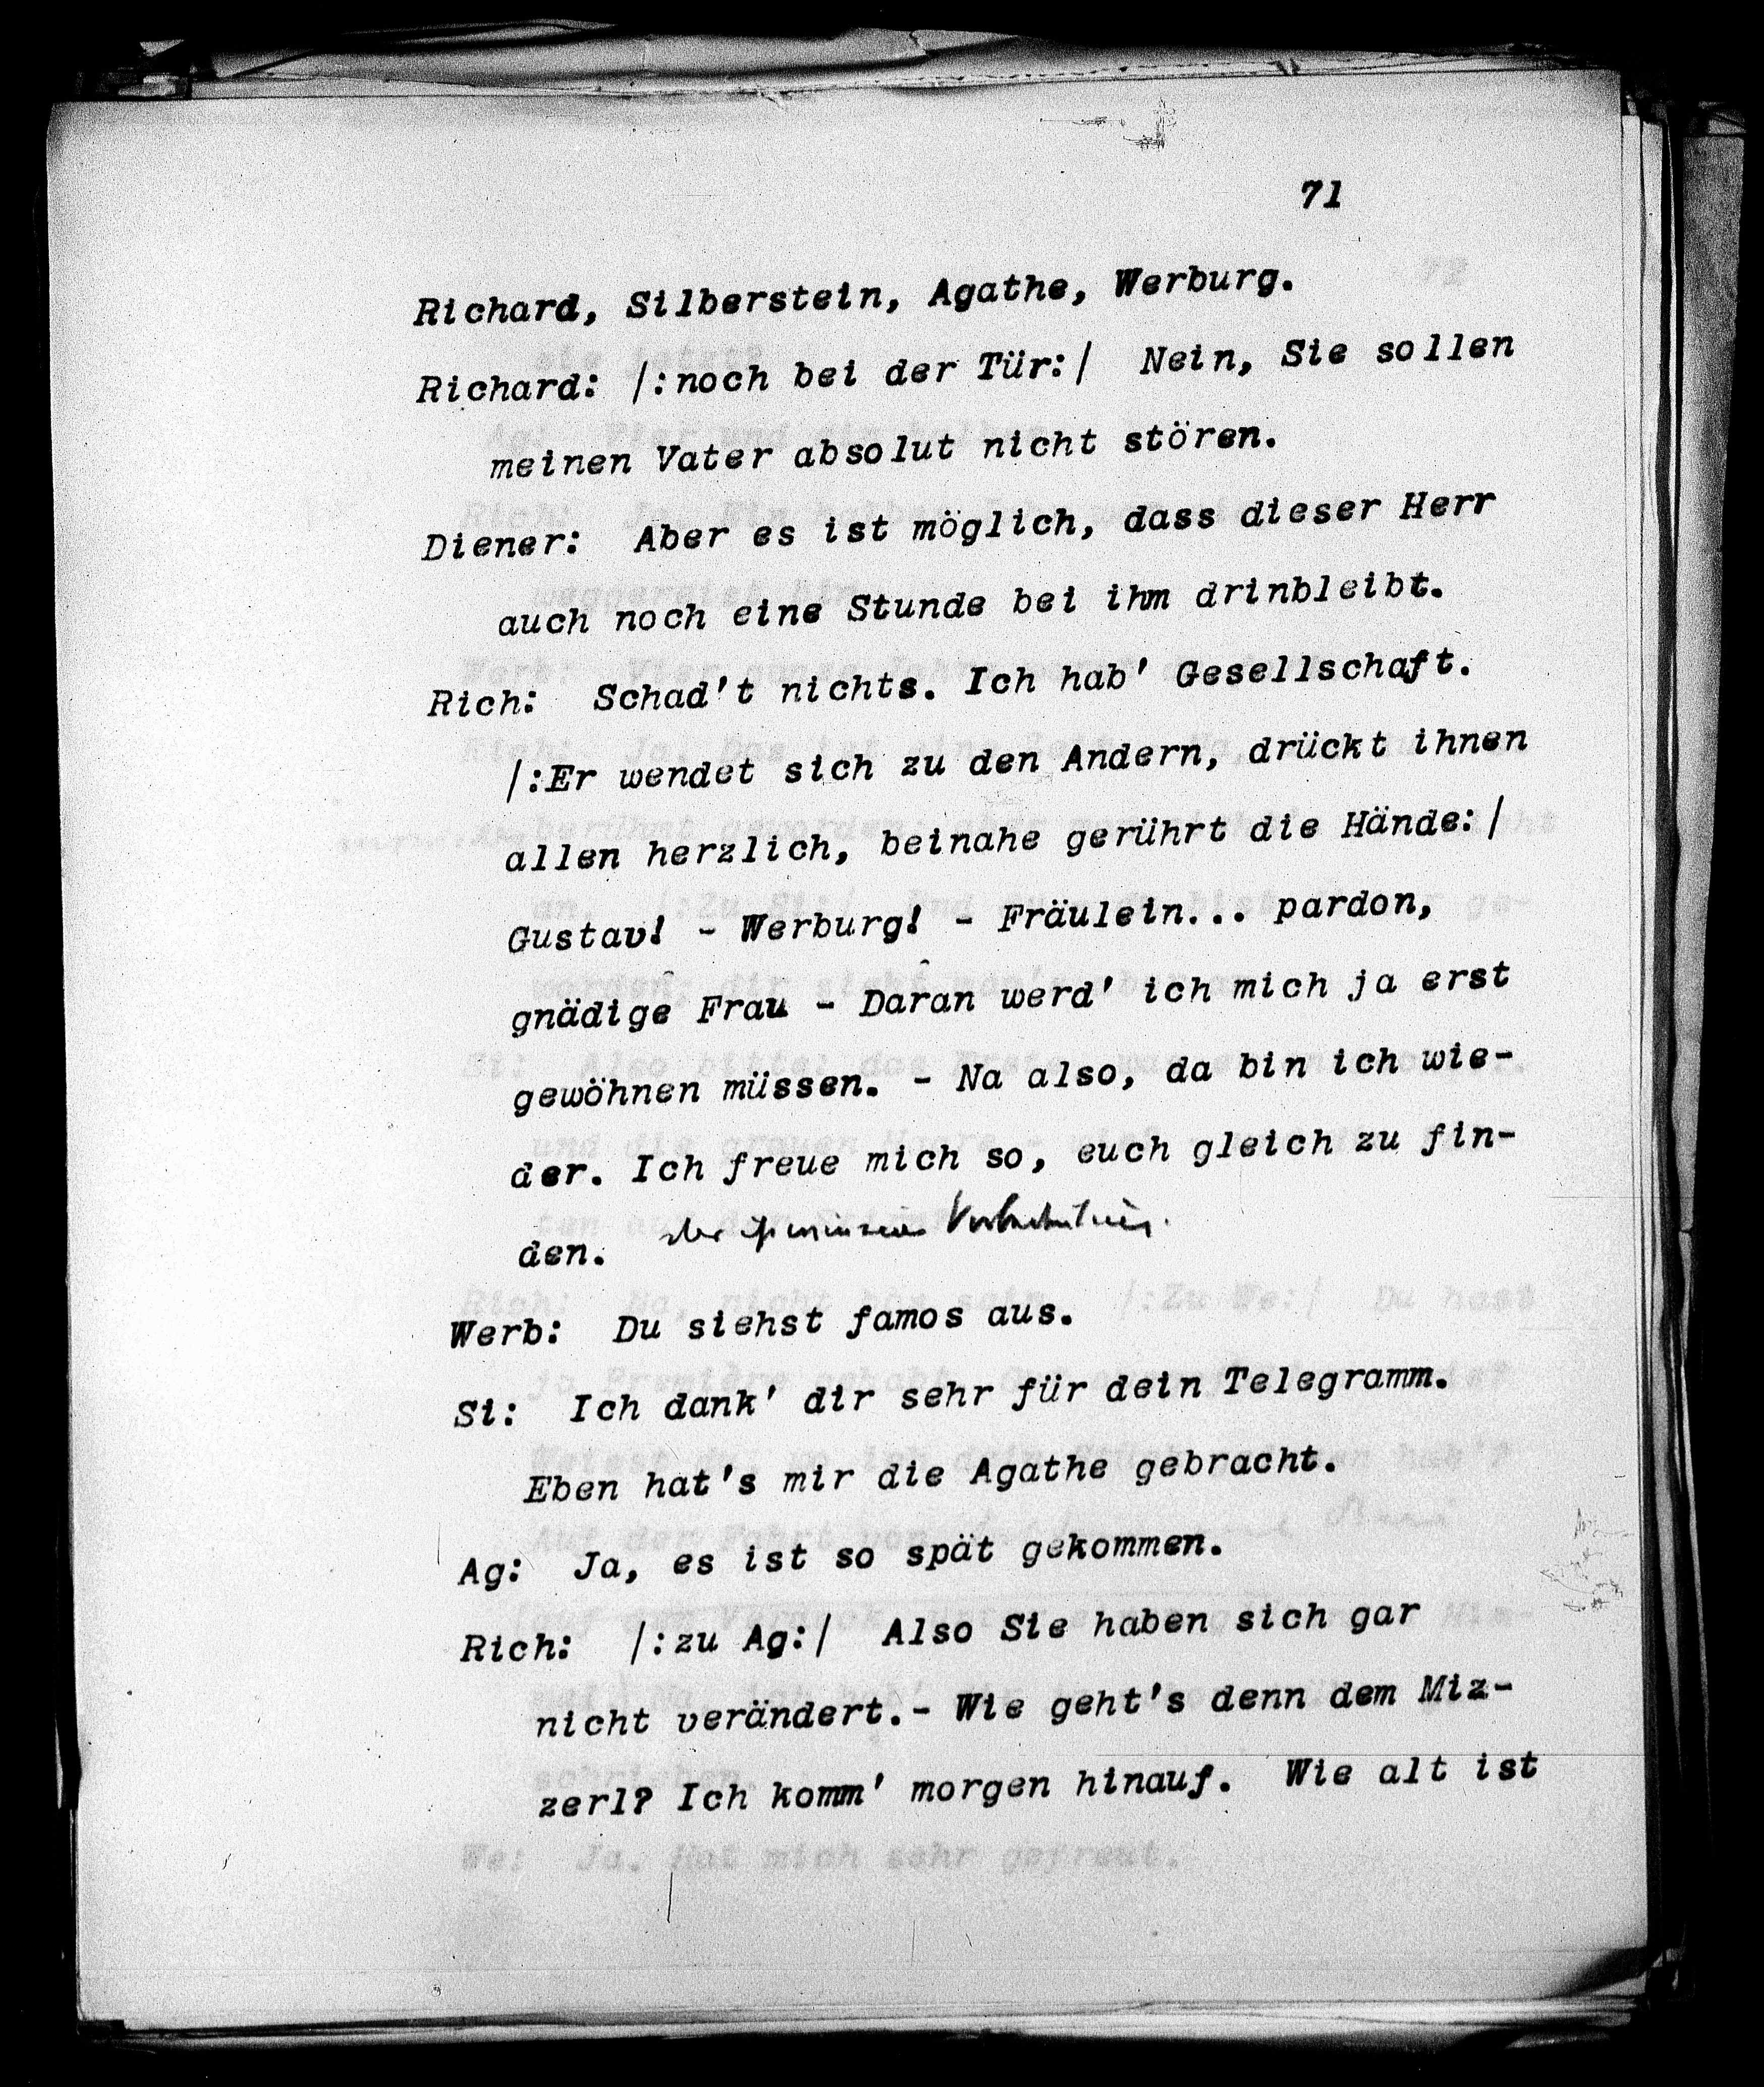 71
Richard, Silberstein, Agathe, Werburg.
Richard: /:noch bei der Tür:/ Nein, Sie sollen
meinen Vater absolut nicht stören.
Diener: Aber es ist möglich, dass dieser Herr
auch noch eine Stunde bei ihm drinbleibt.
Rich: Schad't nichts. Ich hab' Gesellschaft.
/:Er wendet sich zu den Andern, drückt ihnen
allen herzlich, beinahe gerührt die Hände:/
Gustav! - Werburg! - Fräulein... pardon,
gnädige Frau - Daran werd' ich mich ja erst
gewöhnen müssen. - Na also, da bin ich wie-
der. Ich freue mich so, euch gleich zu fin-
den.
Werb: Du siehst famos aus.
Si: Ich dank' dir sehr für dein Telegramm.
Eben hat's mir die Agathe gebracht.
Ag: Ja, es ist so spät gekommen.
Rich: /:zu Ag:/ Also Sie haben sich gar
nicht verändert.- Wie geht's denn dem Miz-
zerl? Ich komm' morgen hinauf. Wie alt ist